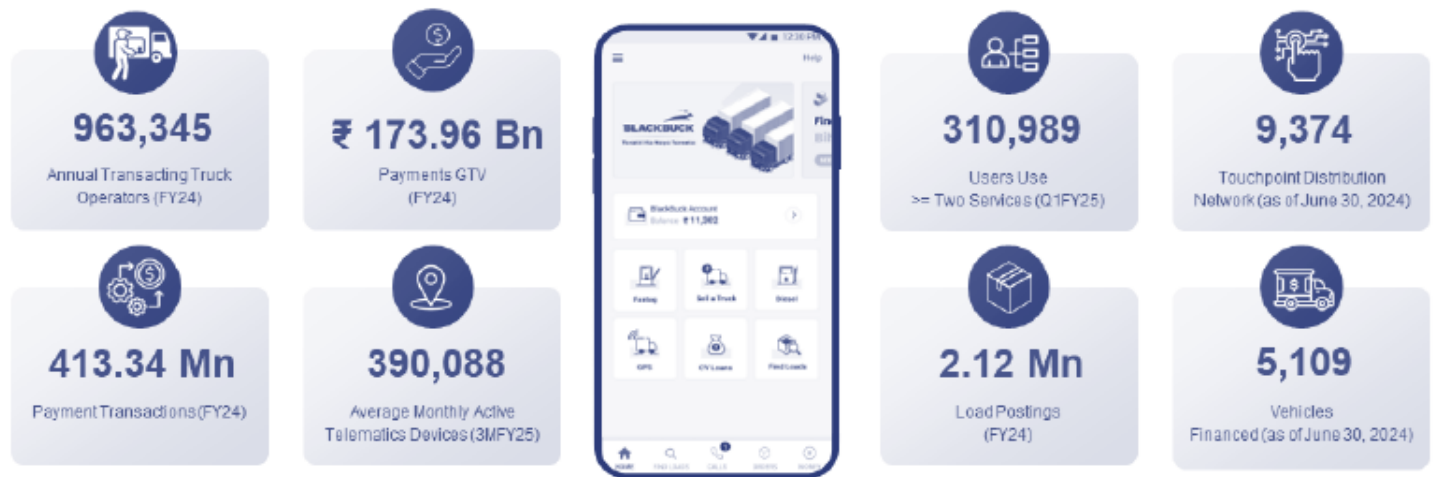 963,345
Annual Transacting Truck
Operators (FY24)
₹ 173.96 Bn
Payments GTV
(FY24)
413.34 Mn
Payment Transactions (FY24)
390,088
Average Monthly Active
Telematics Devices (3MFY25)
12:30 PM
Help
BLACKBUCK
Fin
BlackBuck Account
Balance ₹ 11,302
Fastag
Sell a Truck
Diesel
GPS
CV Loans
Find Loads
HOME
FIND LOADS
CALLS
310,989
Users Use
>= Two Services (Q1FY25)
9,374
Touchpoint Distribution
Network (as of June 30, 2024)
2.12 Mn
Load Postings
(FY24)
5,109
Vehicles
Financed (as of June 30, 2024)